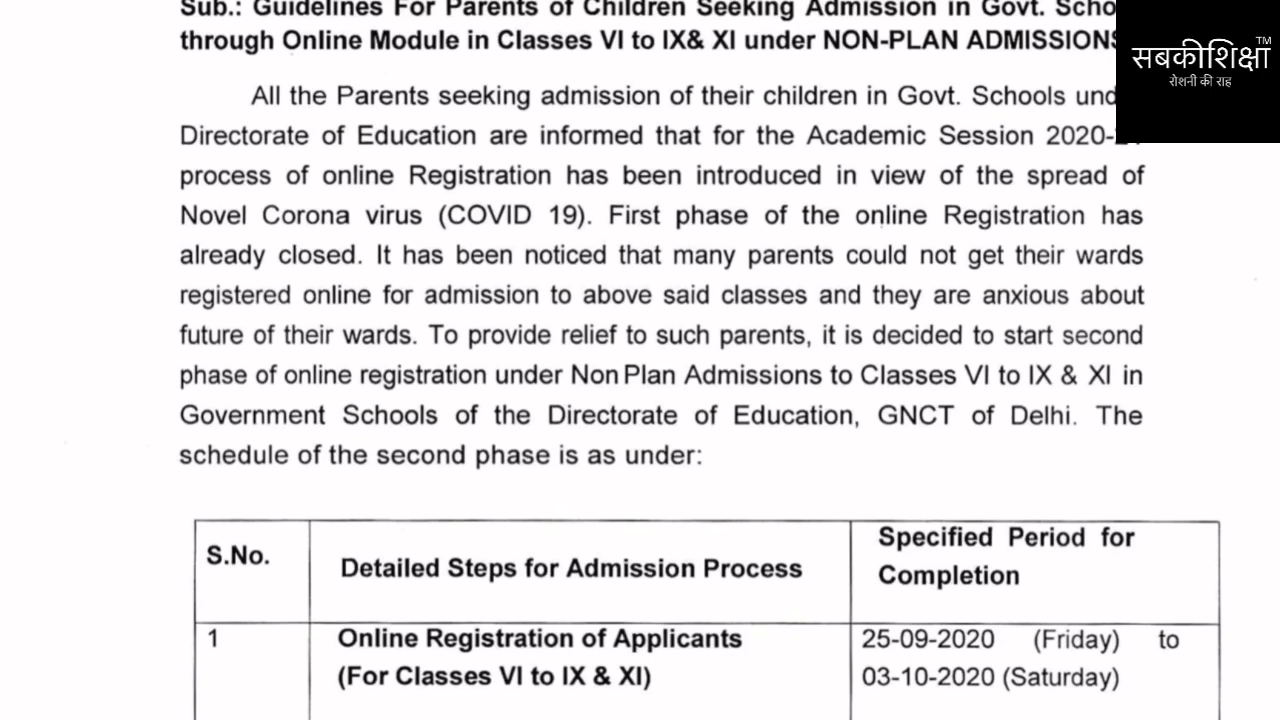 Sub.: Guidelines For Parents of Children Seeking Admission in Govt.
through Online Module in Classes VI to IX& XI under NON-PLAN
सबकीशिक्षा™
रोशनी की राह
All the Parents seeking admission of their children in Govt. Schools
Directorate of Education are informed that for the Academic Session
process of online Registration has been introduced in view of the spread of
Novel Corona virus (COVID 19). First phase of the online Registration has
already closed. It has been noticed that many parents could not get their wards
registered online for admission to above said classes and they are anxious about
future of their wards. To provide relief to such parents, it is decided to start second
phase of online registration under Non Plan Admissions to Classes VI to IX & XI in
Government Schools of the Directorate of Education, GNCT of Delhi. The
schedule of the second phase is as under:
S.No.
Detailed Steps for Admission Process
Specified Period for
Completion
1
Online Registration of Applicants
(For Classes VI to IX & XI)
25-09-2020 (Friday) to
03-10-2020 (Saturday)